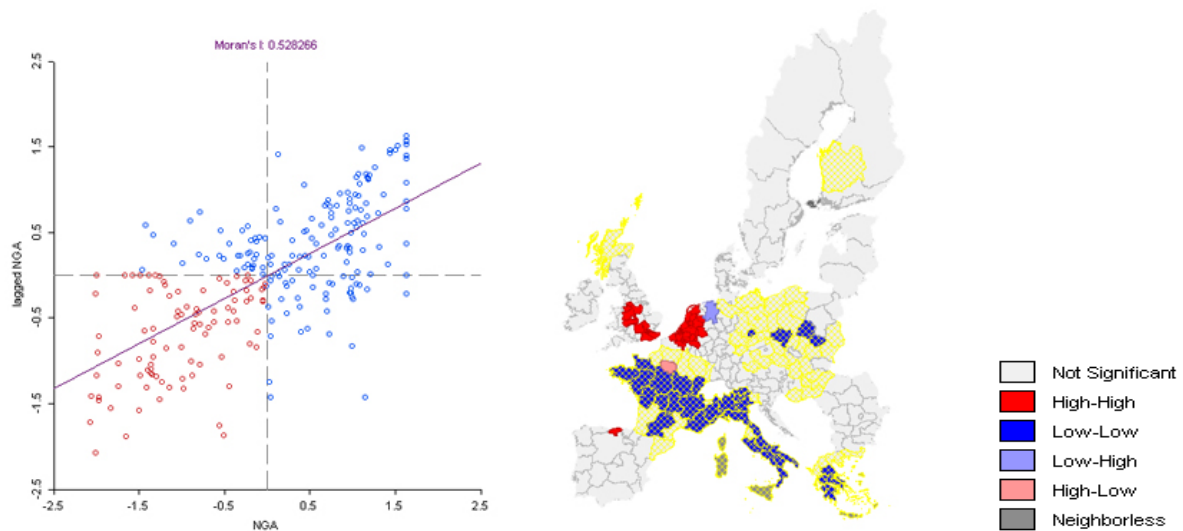 Moran's I: 0.528266
2.5
1.5
0.5
-0.5
-1.5
-2.5
lagged NGA
-2.5 -1.5 -0.5 0.5 1.5 2.5
NGA
Not Significant
High-High
Low-Low
Low-High
High-Low
Neighborless